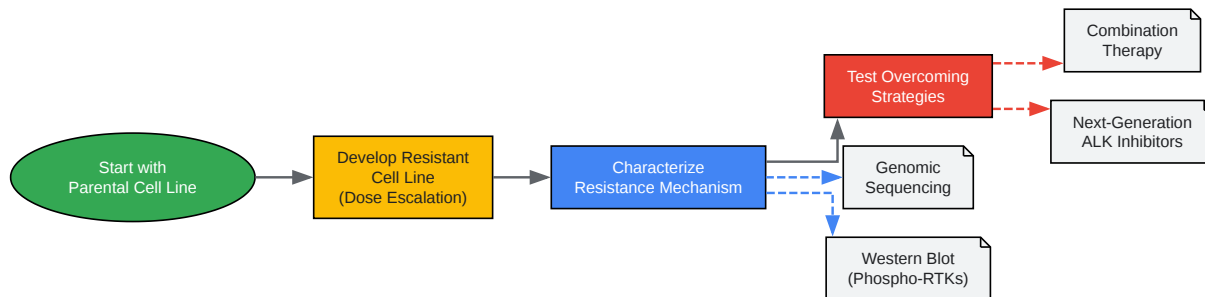 Start with
Parental Cell Line
Develop Resistant
Cell Line
(Dose Escalation)
Characterize
Resistance Mechanism
Test Overcoming
Strategies
Combination
Therapy
Next-Generation
ALK Inhibitors
Genomic
Sequencing
Western Blot
(Phospho-RTKs)